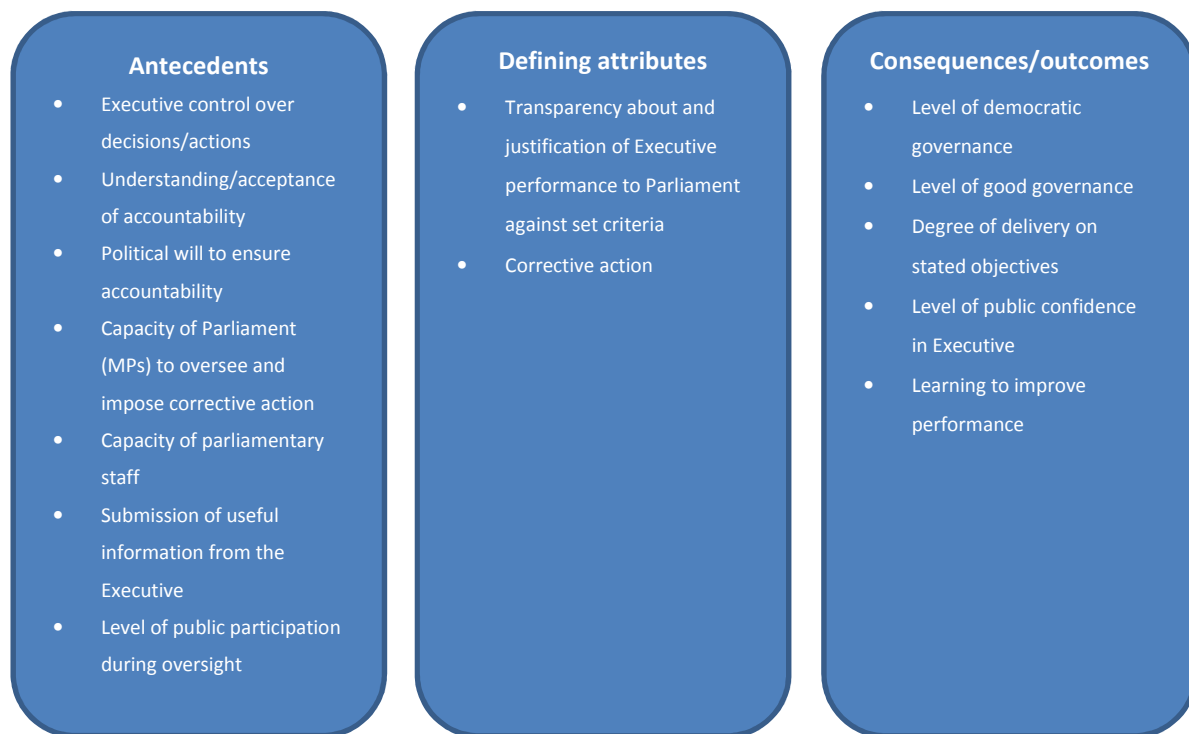 Antecedents
• Executive control over
decisions/actions
• Understanding/acceptance
of accountability
• Political will to ensure
accountability
• Capacity of Parliament
(MPs) to oversee and
impose corrective action
• Capacity of parliamentary
staff
• Submission of useful
information from the
Executive
• Level of public participation
during oversight
Defining attributes
• Transparency about and
justification of Executive
performance to Parliament
against set criteria
• Corrective action
Consequences/outcomes
• Level of democratic
governance
• Level of good governance
• Degree of delivery on
stated objectives
• Level of public confidence
in Executive
• Learning to improve
performance